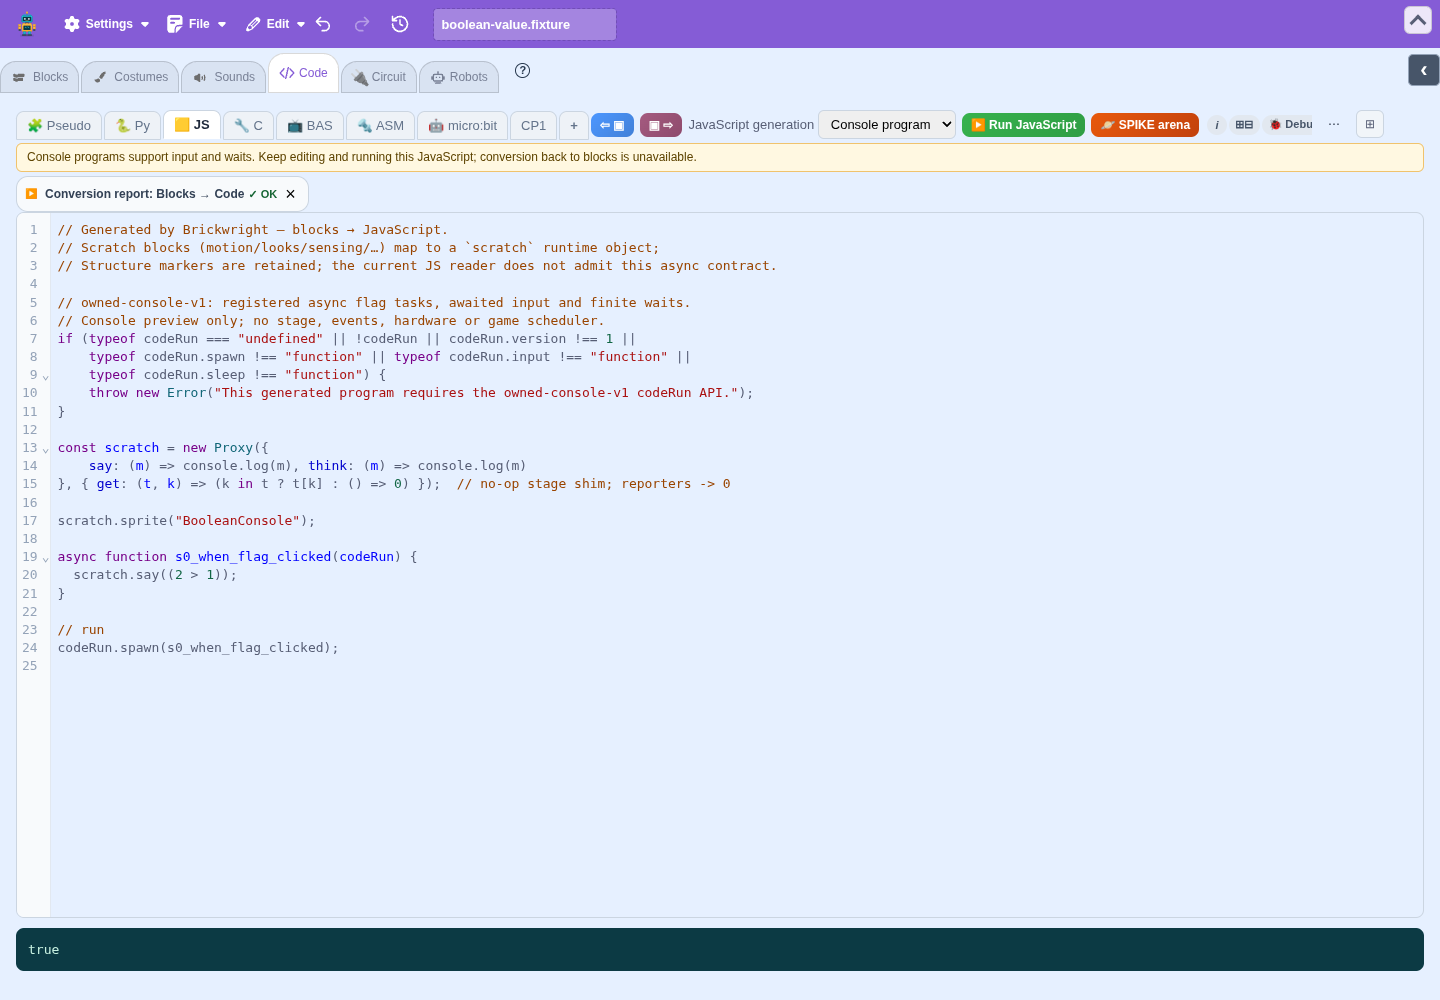 Settings File Edit boolean-value.fixture
Blocks Costumes Sounds Code Circuit Robots ?
Pseudo Py JS C BAS ASM micro:bit CP1 + JavaScript generation Console program Run JavaScript SPIKE arena i Debu ...
Console programs support input and waits. Keep editing and running this JavaScript; conversion back to blocks is unavailable.
Conversion report: Blocks → Code ✓ OK ×
1 // Generated by Brickwright — blocks → JavaScript.
2 // Scratch blocks (motion/looks/sensing/…) map to a `scratch` runtime object;
3 // Structure markers are retained; the current JS reader does not admit this async contract.
4
5 // owned-console-v1: registered async flag tasks, awaited input and finite waits.
6 // Console preview only; no stage, events, hardware or game scheduler.
7 if (typeof codeRun === "undefined" || !codeRun || codeRun.version !== 1 ||
8     typeof codeRun.spawn !== "function" || typeof codeRun.input !== "function" ||
9     typeof codeRun.sleep !== "function") {
10     throw new Error("This generated program requires the owned-console-v1 codeRun API.");
11 }
12
13 const scratch = new Proxy({
14     say: (m) => console.log(m), think: (m) => console.log(m)
15 }, { get: (t, k) => (k in t ? t[k] : () => 0) });  // no-op stage shim; reporters -> 0
16
17 scratch.sprite("BooleanConsole");
18
19 async function s0_when_flag_clicked(codeRun) {
20   scratch.say((2 > 1));
21 }
22
23 // run
24 codeRun.spawn(s0_when_flag_clicked);
25
true